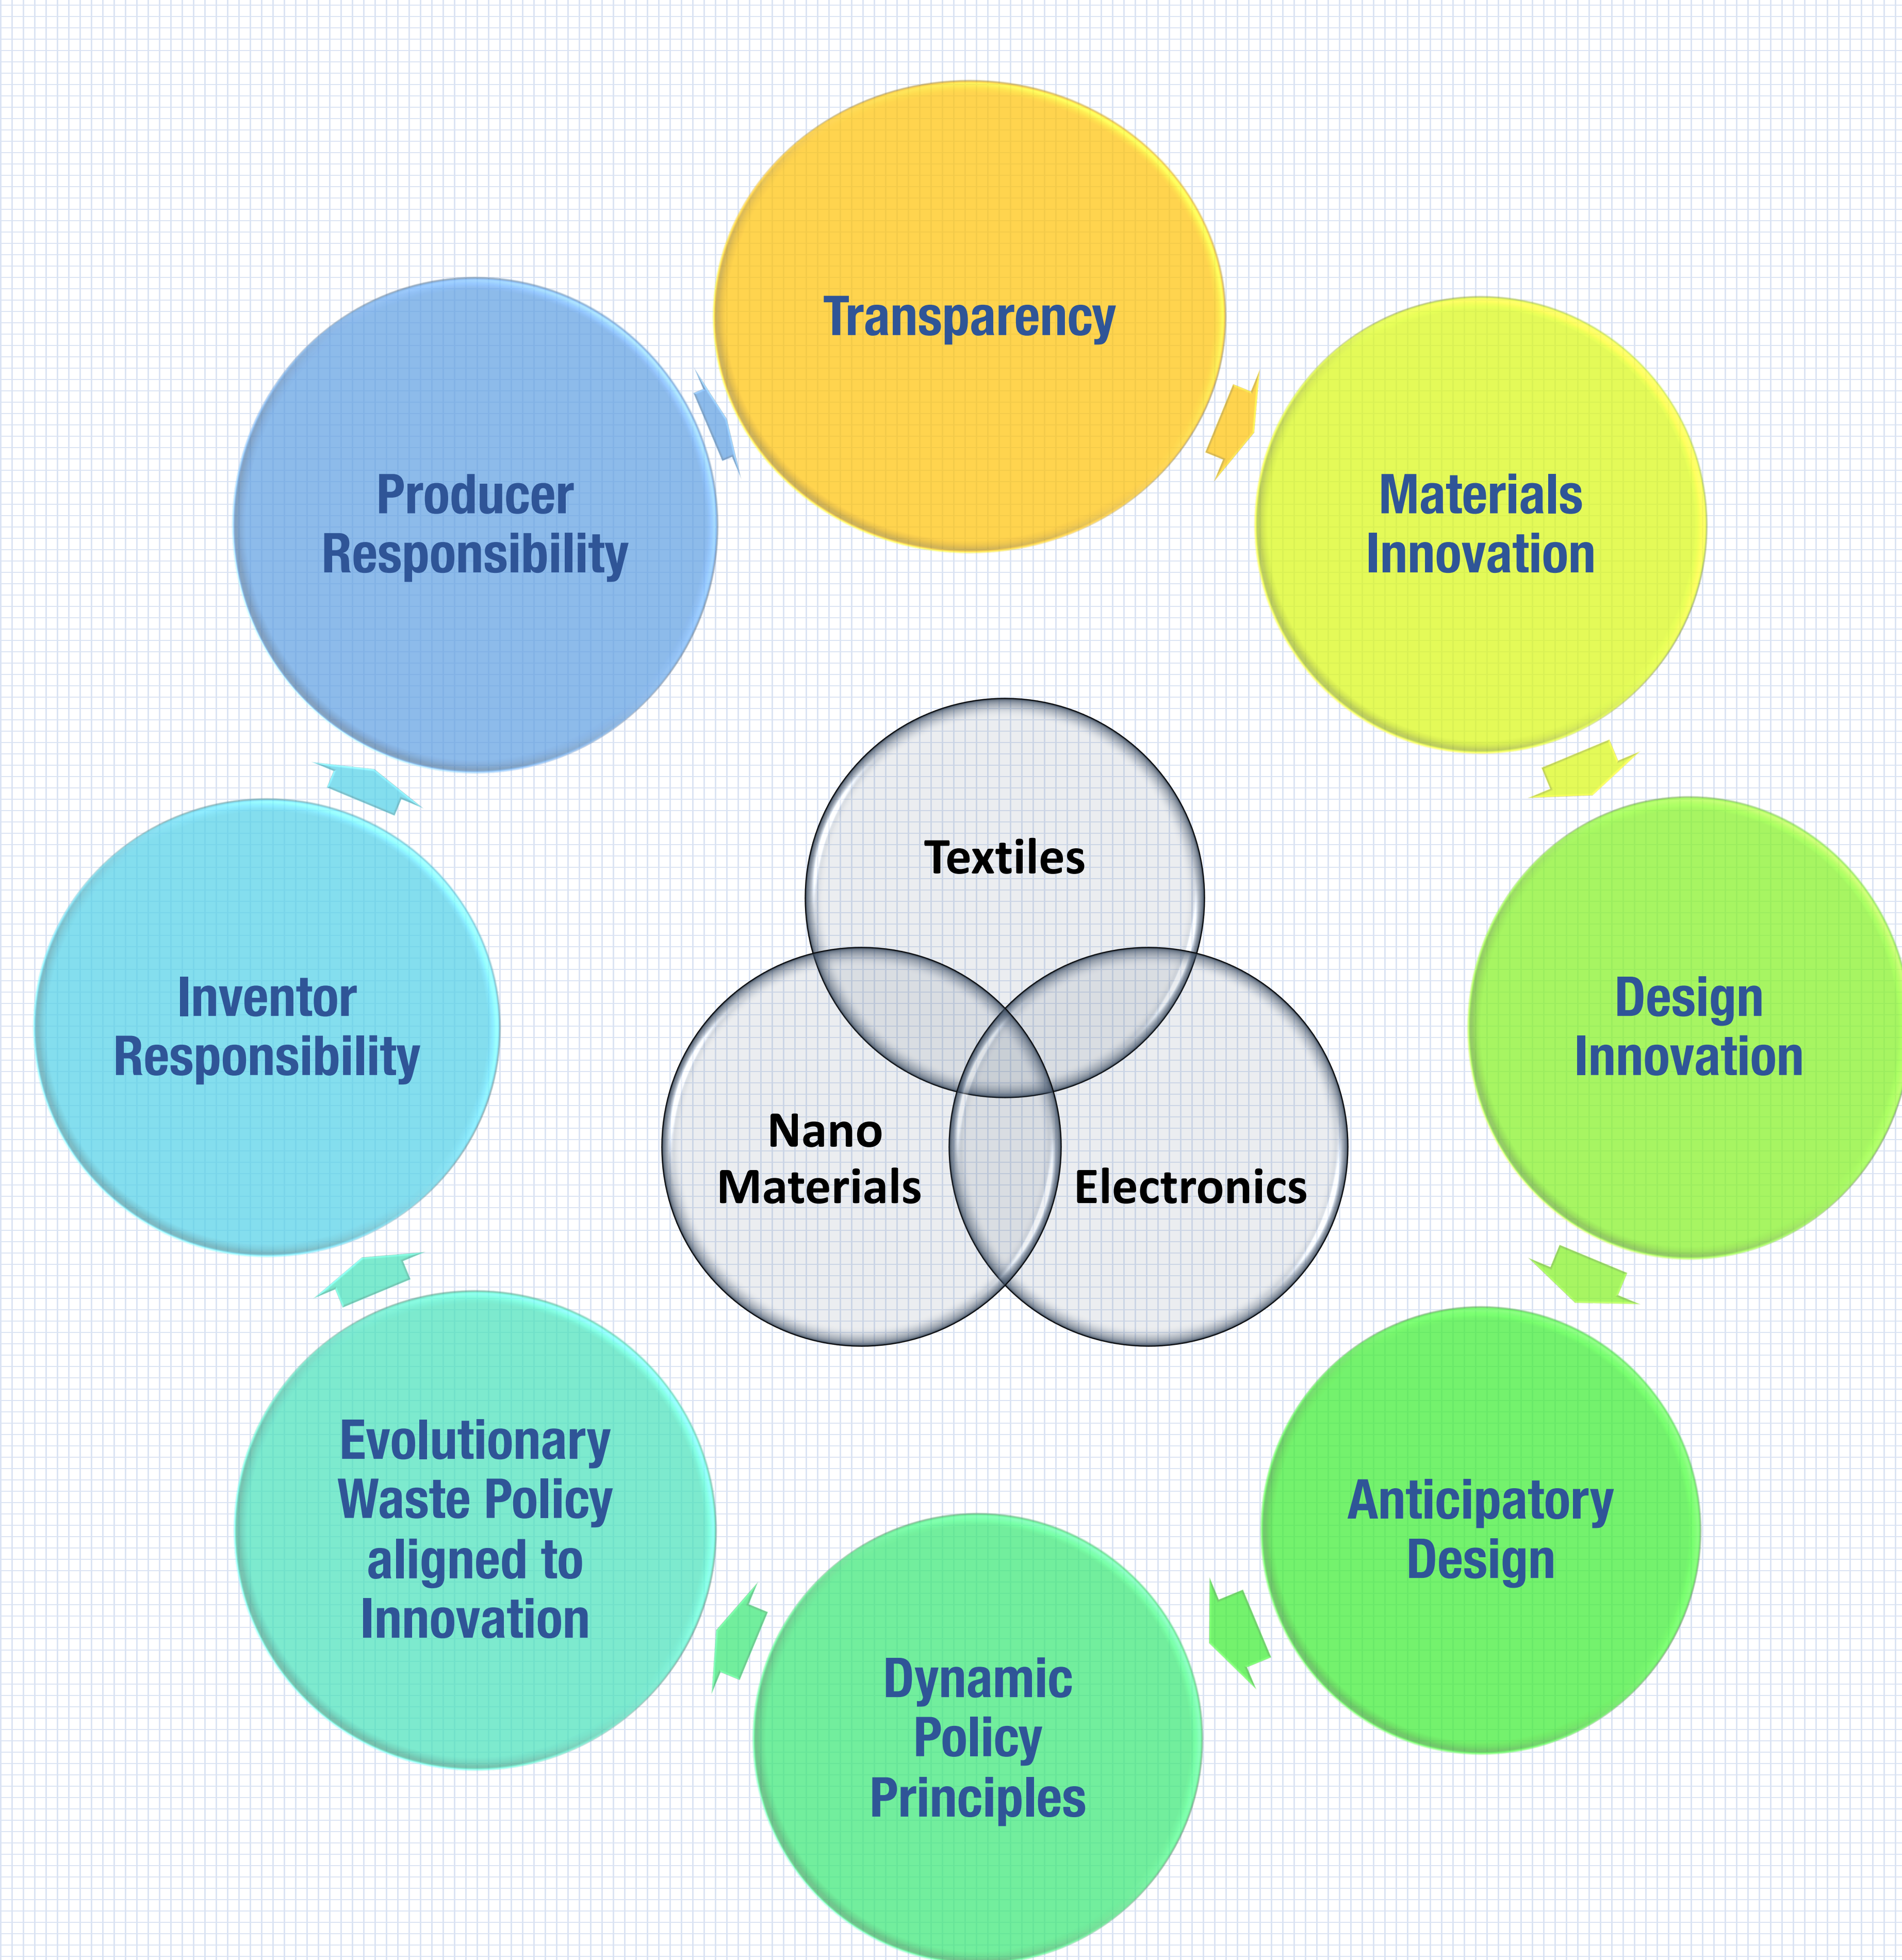 Transparency
Materials
Innovation
Design
Innovation
Anticipatory
Design
Dynamic
Policy
Principles
Evolutionary
Waste Policy
aligned to
Innovation
Inventor
Responsibility
Producer
Responsibility
Textiles
Nano
Materials
Electronics